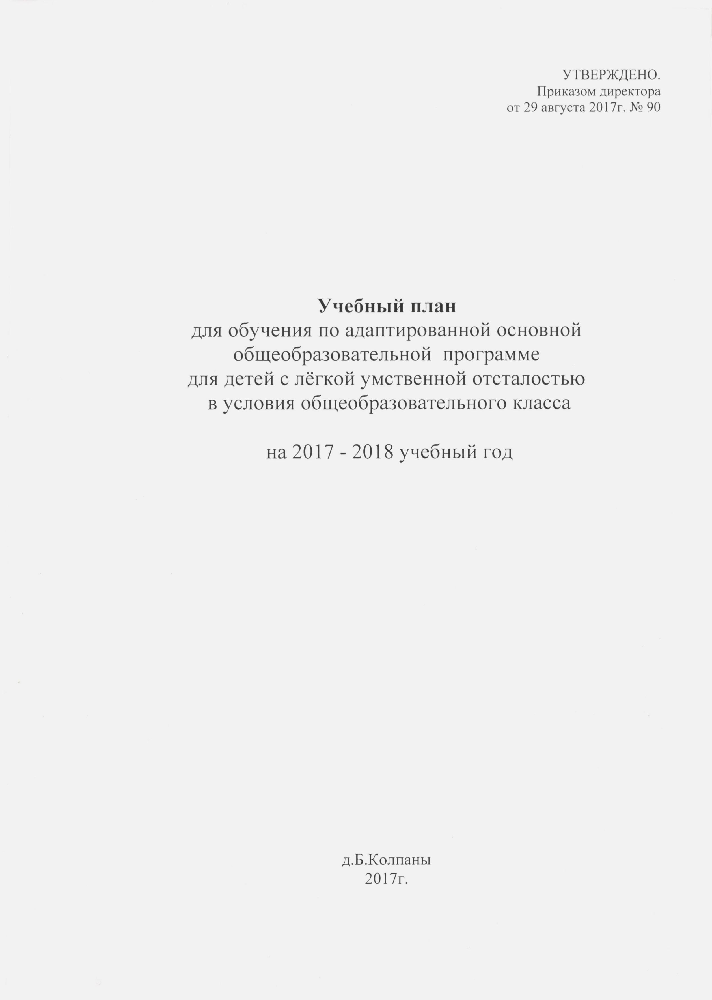 УТВЕРЖДЕНО.
Приказом директора
от 29 августа 2017г. № 90
Учебный план
для обучения по адаптированной основной
общеобразовательной программе
для детей с лёгкой умственной отсталостью
в условия общеобразовательного класса
на 2017 - 2018 учебный год
д.Б.Колпаны
2017г.